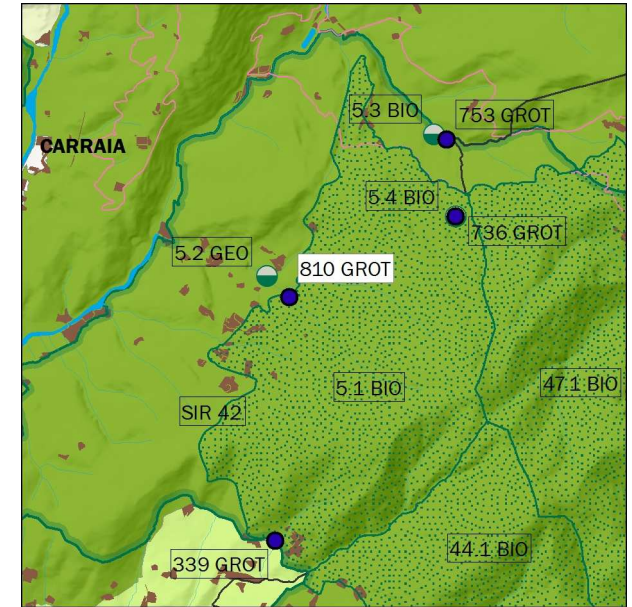 5.3 BIO
753 GROT
CARRAIA
5.4 BIO
736 GROT
5.2 GEO
810 GROT
5.1 BIO
47.1 BIO
SIR 42
44.1 BIO
339 GROT